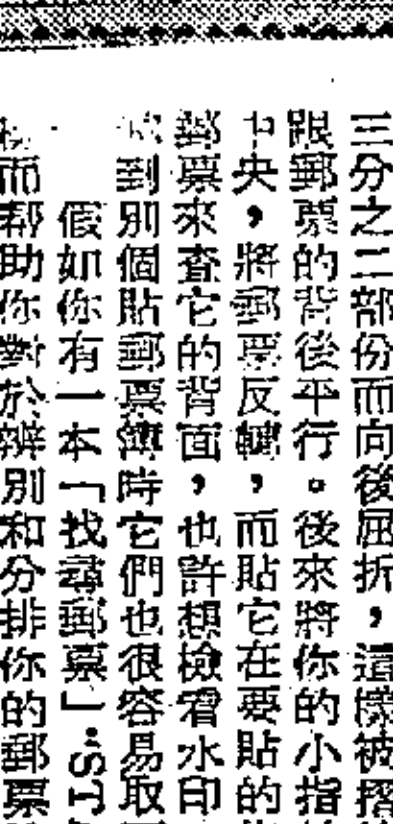 三分之二部份而向後屈折，這樣被摺
跟郵票的背後平行。後來將你的小指
中央，將郵票反轉，而貼它在要貼的
郵票來查它的背面，也許想檢看水印
到別個貼郵票簿時它們也很容易取
假如你有一本「找尋郵票」
而帮助你對於辨別和分排你的郵票